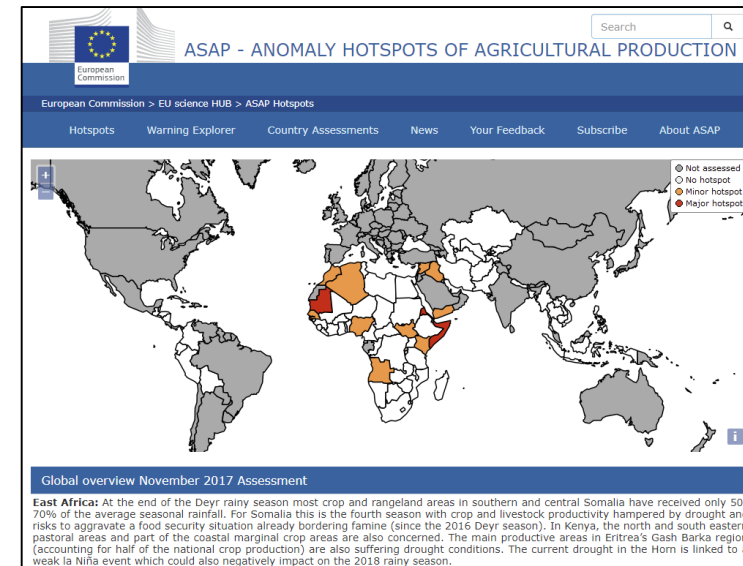 Search
ASAP - ANOMALY HOTSPOTS OF AGRICULTURAL PRODUCTION
European
Commission
European Commission > EU science HUB > ASAP Hotspots
Hotspots Warning Explorer Country Assessments News Your Feedback Subscribe About ASAP
+
Not assessed
No hotspot
Minor hotspot
Major hotspot
i
Global overview November 2017 Assessment
East Africa: At the end of the Deyr rainy season most crop and rangeland areas in southern and central Somalia have received only 50
70% of the average seasonal rainfall. For Somalia this is the fourth season with crop and livestock productivity hampered by drought and
risks to aggravate a food security situation already bordering famine (since the 2016 Deyr season). In Kenya, the north and south eastern
pastoral areas and part of the coastal marginal crop areas are also concerned. The main productive areas in Eritrea's Gash Barka region
(accounting for half of the national crop production) are also suffering drought conditions. The current drought in the Horn is linked to
weak la Niña event which could also negatively impact on the 2018 rainy season.